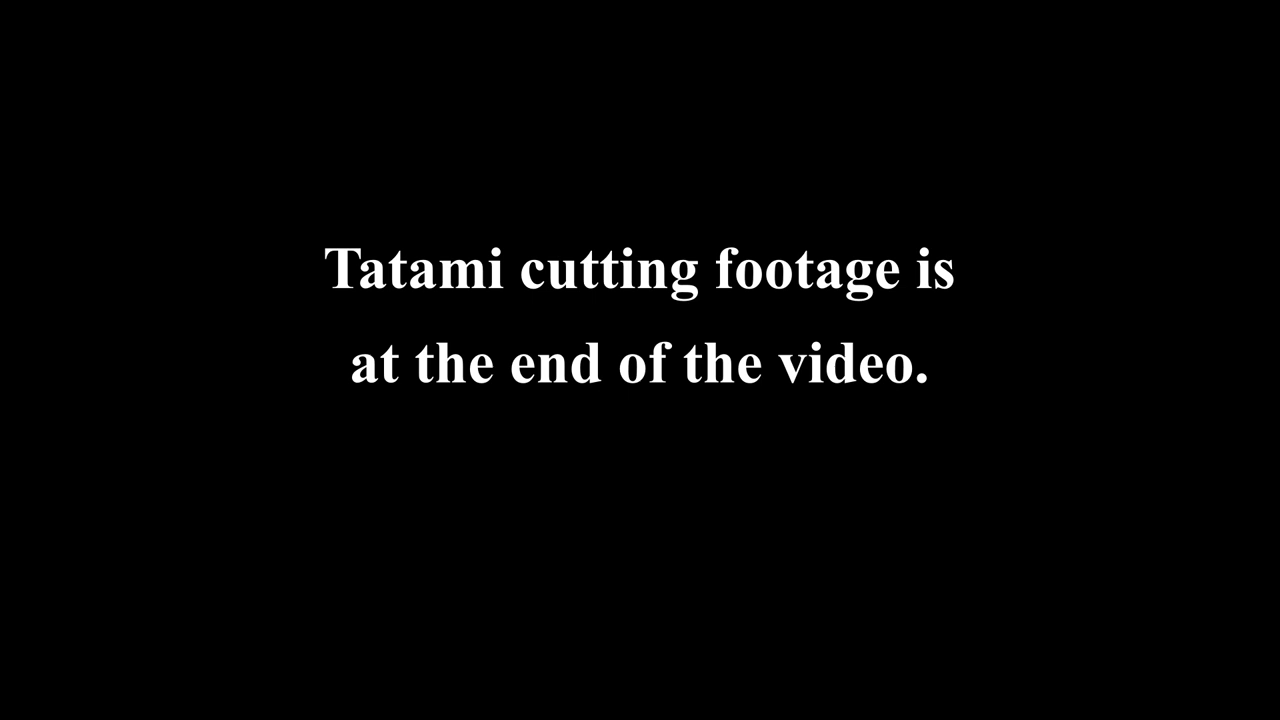 Tatami cutting footage is
at the end of the video.